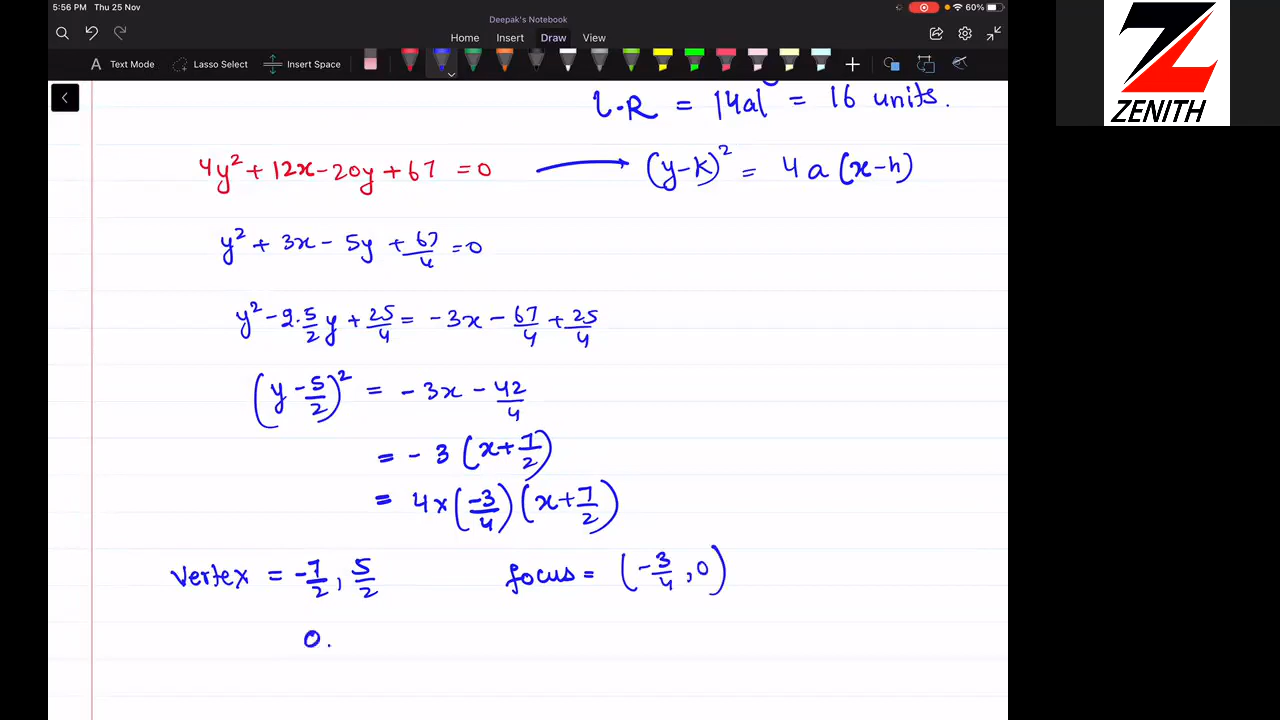 5:56 PM Thu 25 Nov
60%
Deepak's Notebook
Home Insert Draw View
Text Mode Lasso Select Insert Space
ZENITH
L·R = |4a| = 16 units.
4y² + 12x - 20y + 67 = 0 → (y-k)² = 4a(x-h)
y² + 3x - 5y + 67/4 = 0
y² - 2·5/2 y + 25/4 = -3x - 67/4 + 25/4
(y - 5/2)² = -3x - 42/4
= -3 (x + 7/2)
= 4×(-3/4)(x + 7/2)
Vertex = -7/2, 5/2 focus = (-3/4, 0)
0.